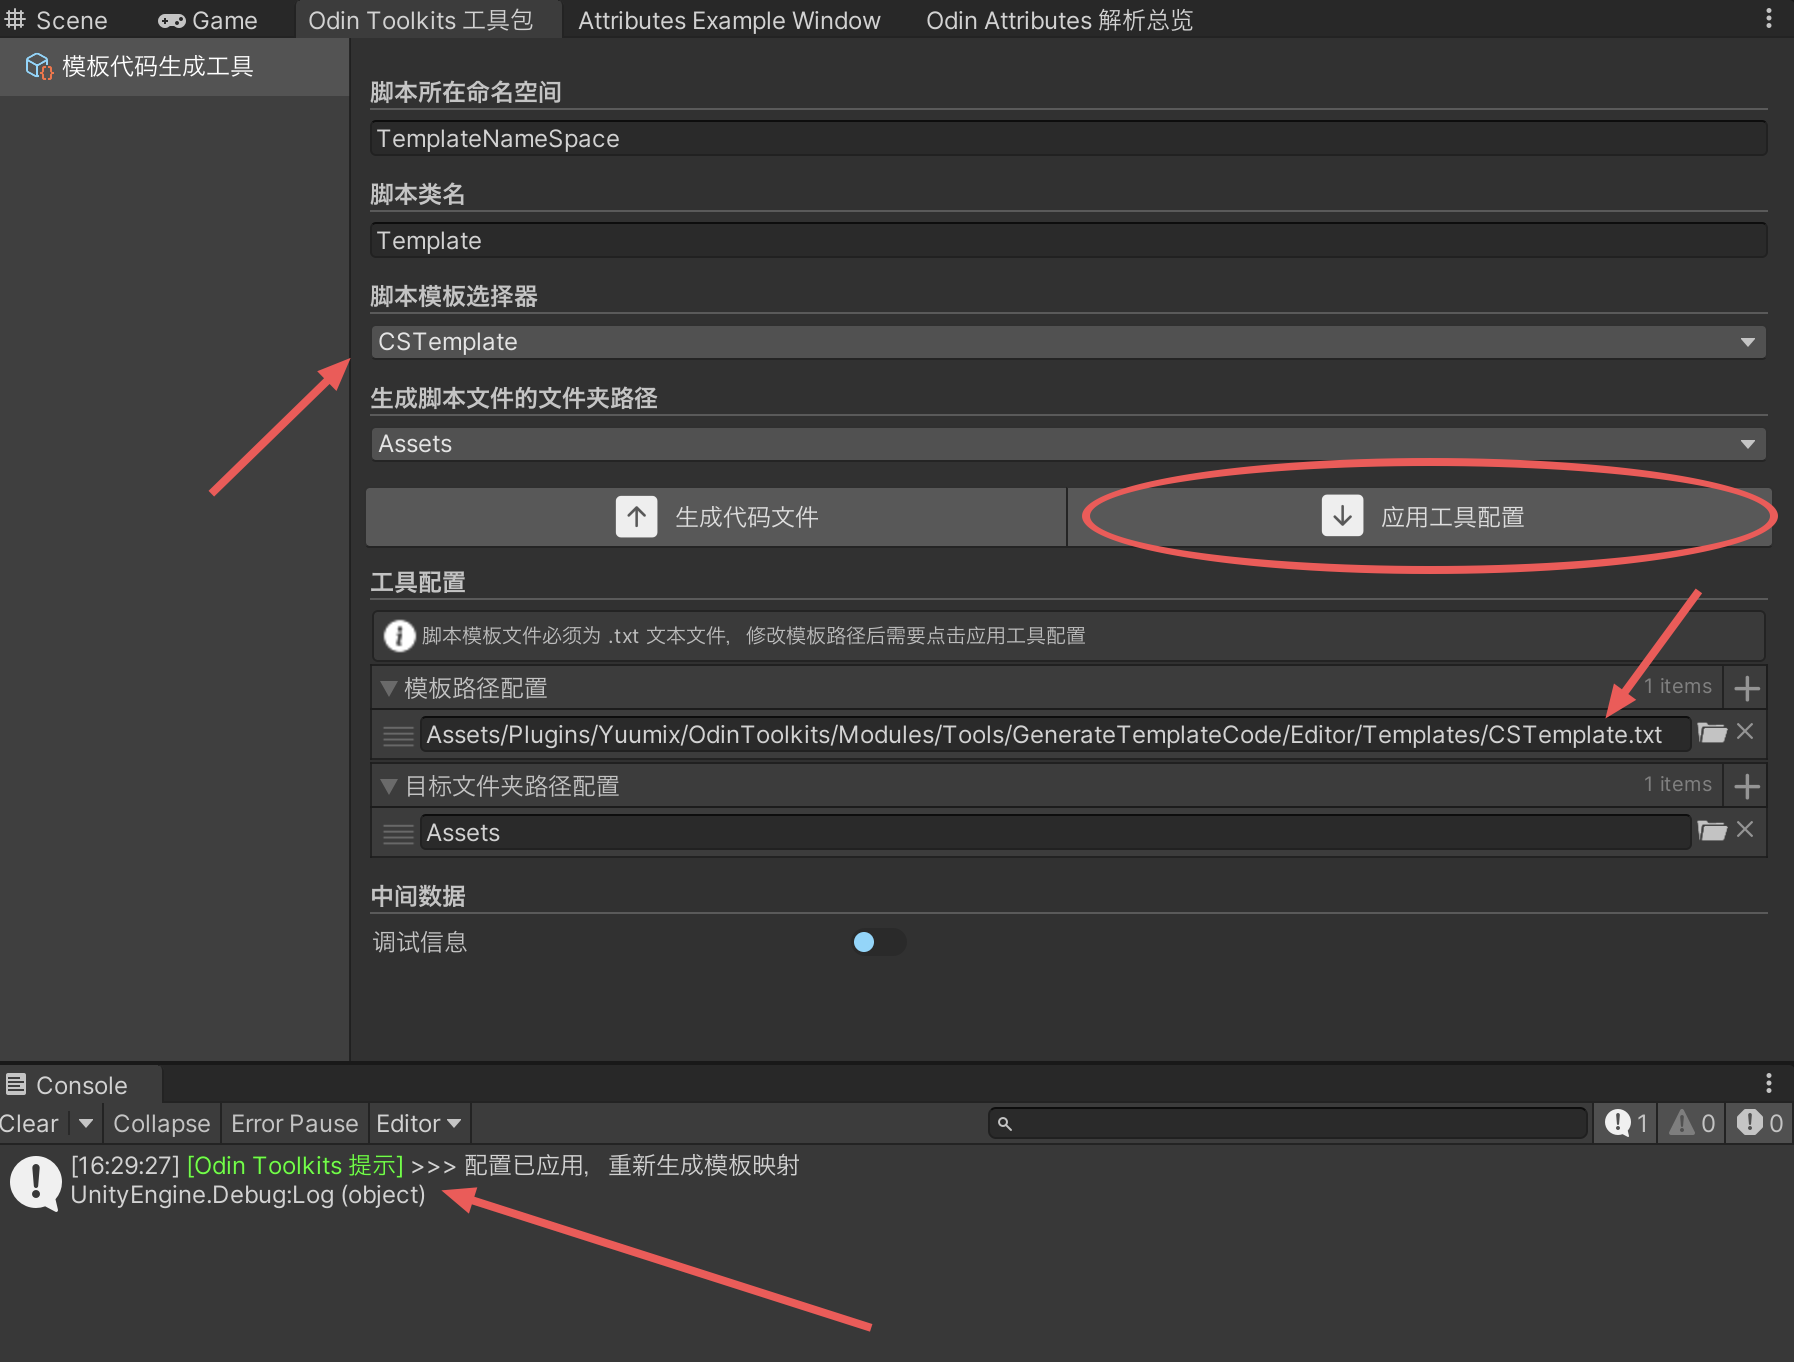 Scene Game Odin Toolkits 工具包 Attributes Example Window Odin Attributes 解析总览
模板代码生成工具
脚本所在命名空间
TemplateNameSpace
脚本类名
Template
脚本模板选择器
CSTemplate
生成脚本文件的文件夹路径
Assets
生成代码文件 应用工具配置
工具配置
脚本模板文件必须为 .txt 文本文件，修改模板路径后需要点击应用工具配置
模板路径配置 1 items
Assets/Plugins/Yuumix/OdinToolkits/Modules/Tools/GenerateTemplateCode/Editor/Templates/CSTemplate.txt
目标文件夹路径配置 1 items
Assets
中间数据
调试信息
Console
Clear Collapse Error Pause Editor 1 0 0
[16:29:27] [Odin Toolkits 提示] >>> 配置已应用，重新生成模板映射
UnityEngine.Debug:Log (object)